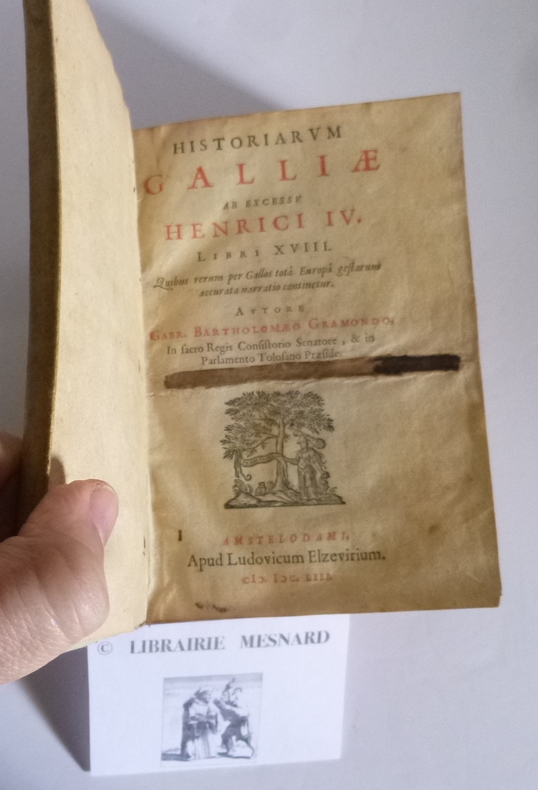 HISTORIARVM
GALLIÆ
AB EXCESSV
HENRICI IV.
LIBRI XVIII.
Quibus rerum per Gallos totâ Europâ gestarum
accurata narratio continetur.
AVTORE
GABR. BARTHOLOMÆO GRAMONDO,
In sacro Regis Consistorio Senatore, & in
Parlamento Tolosano Præside.
AMSTELODAMI,
Apud Ludovicum Elzevirium.
cIɔ Iɔc. LIII.
© LIBRAIRIE MESNARD